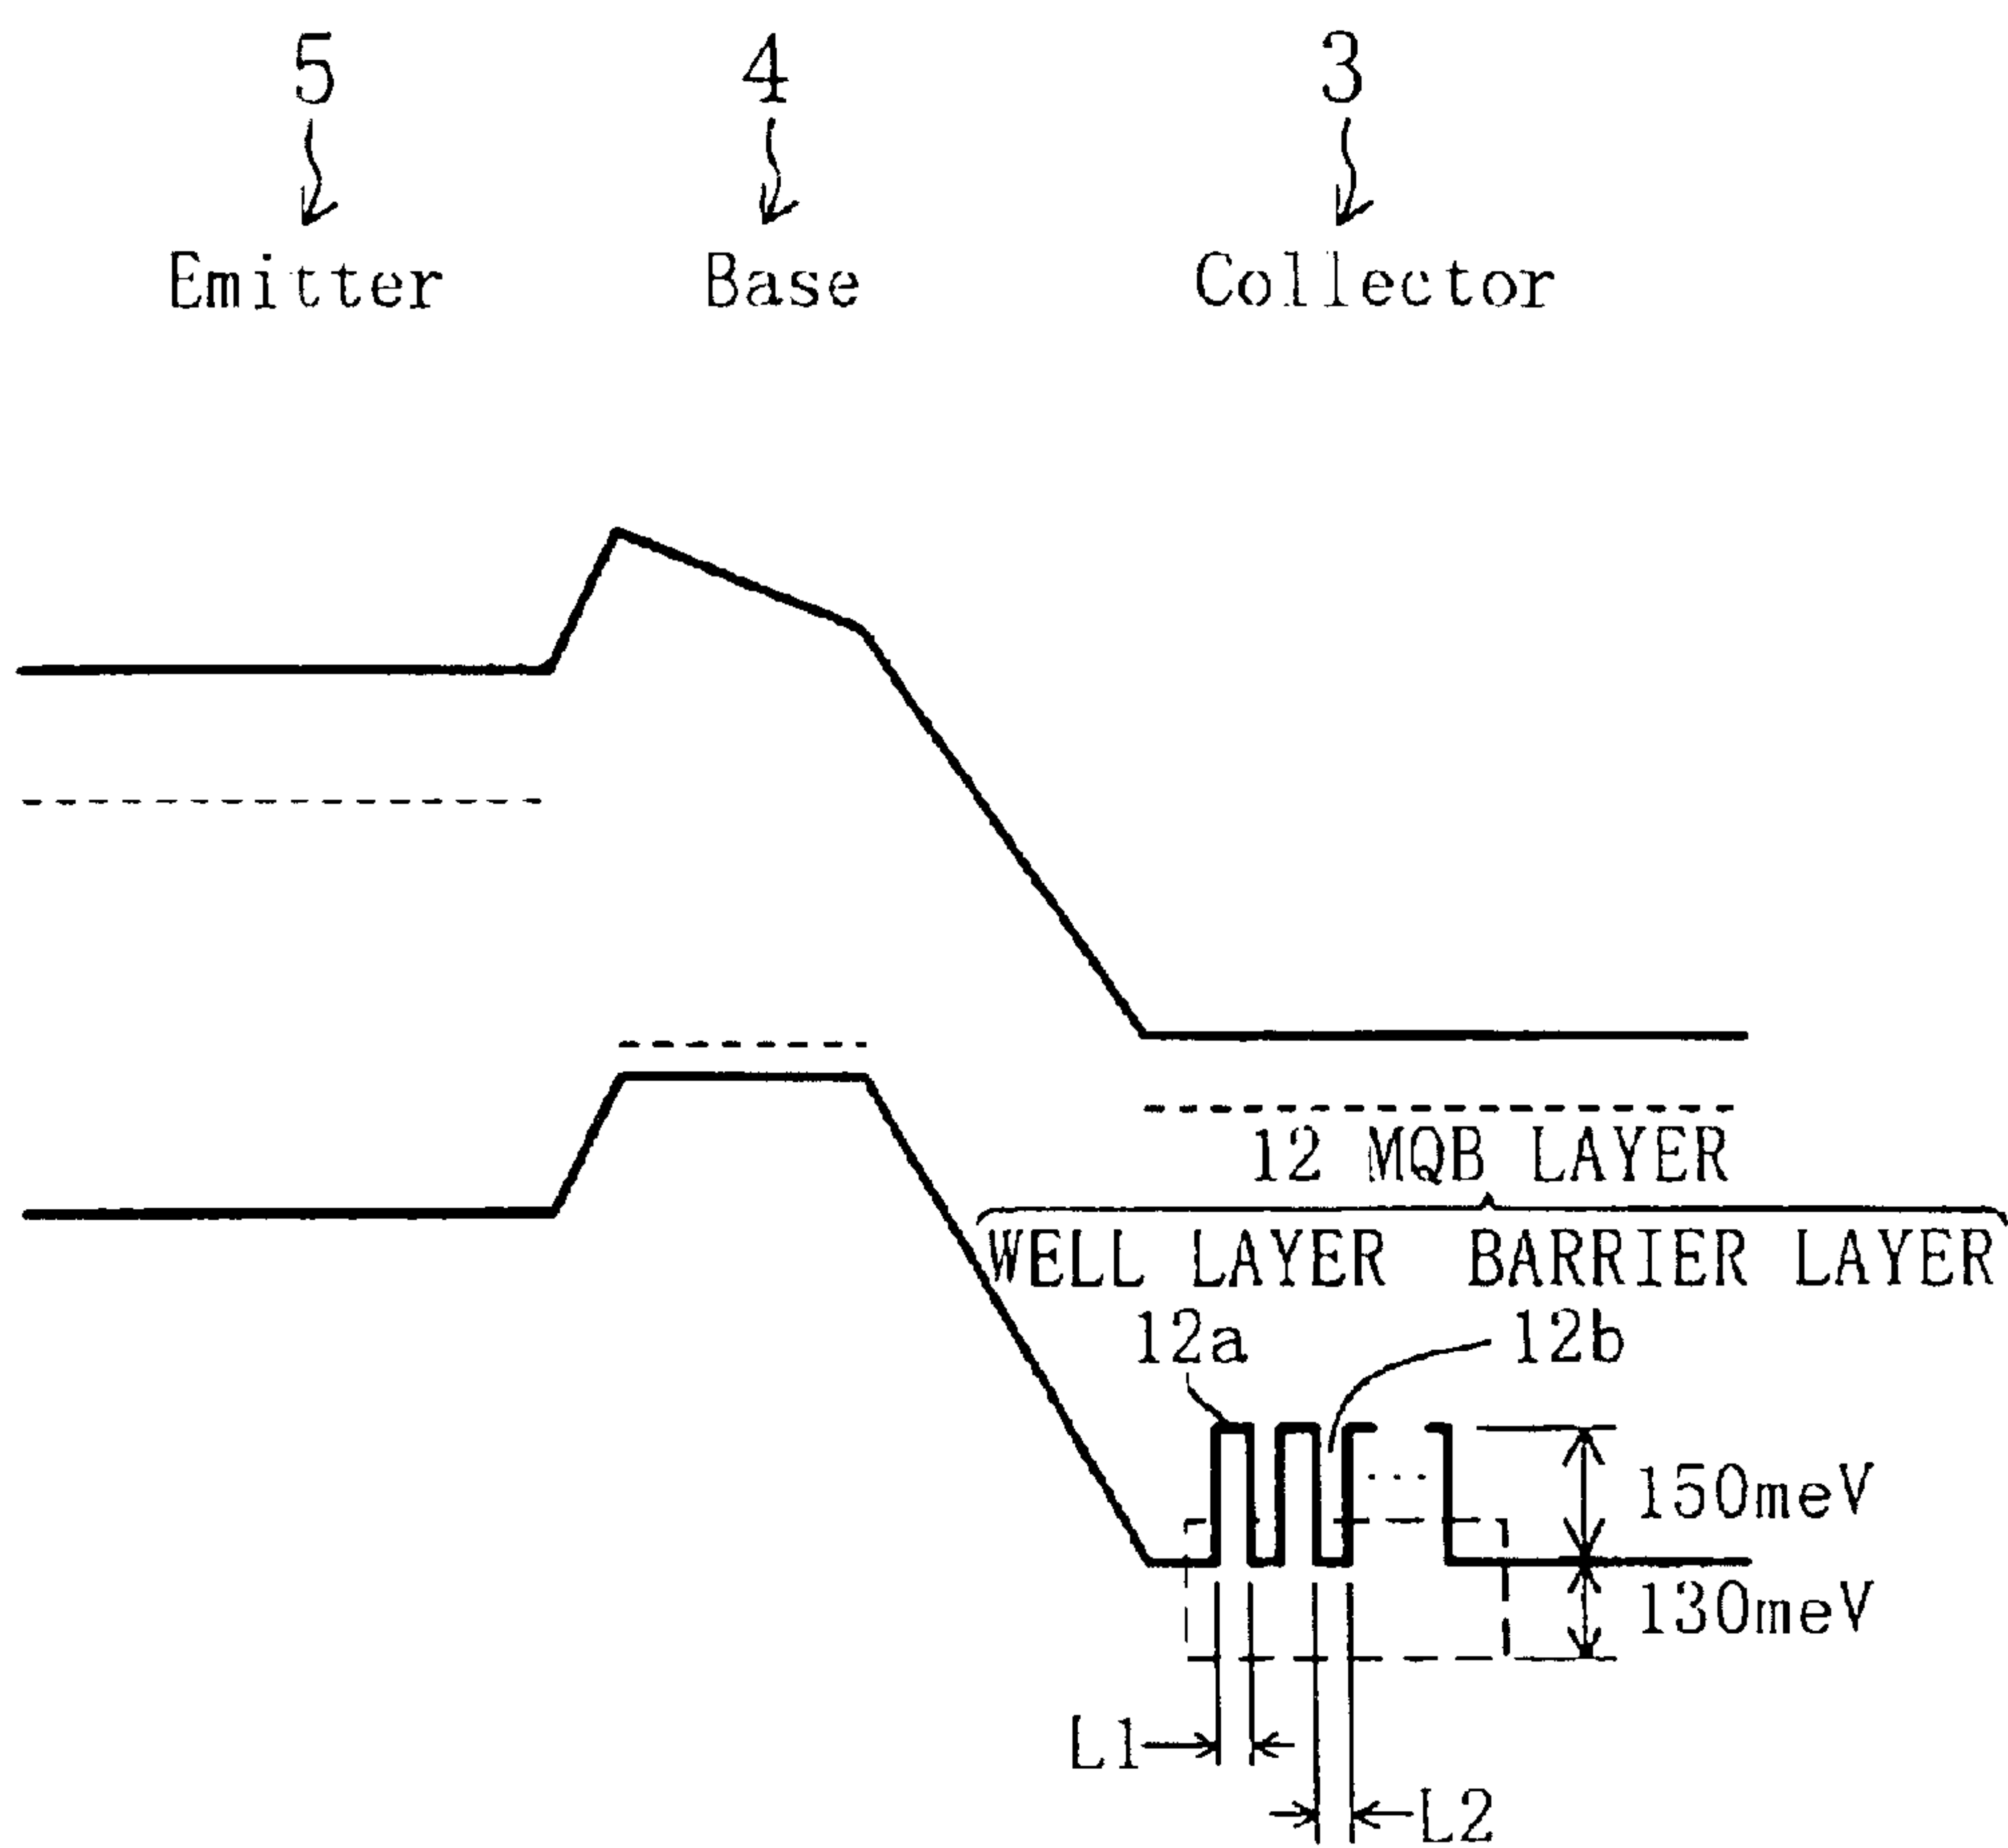 5 4 3
Emitter Base Collector
12 MQB LAYER
WELL LAYER BARRIER LAYER
12a 12b
150meV
130meV
L1
L2